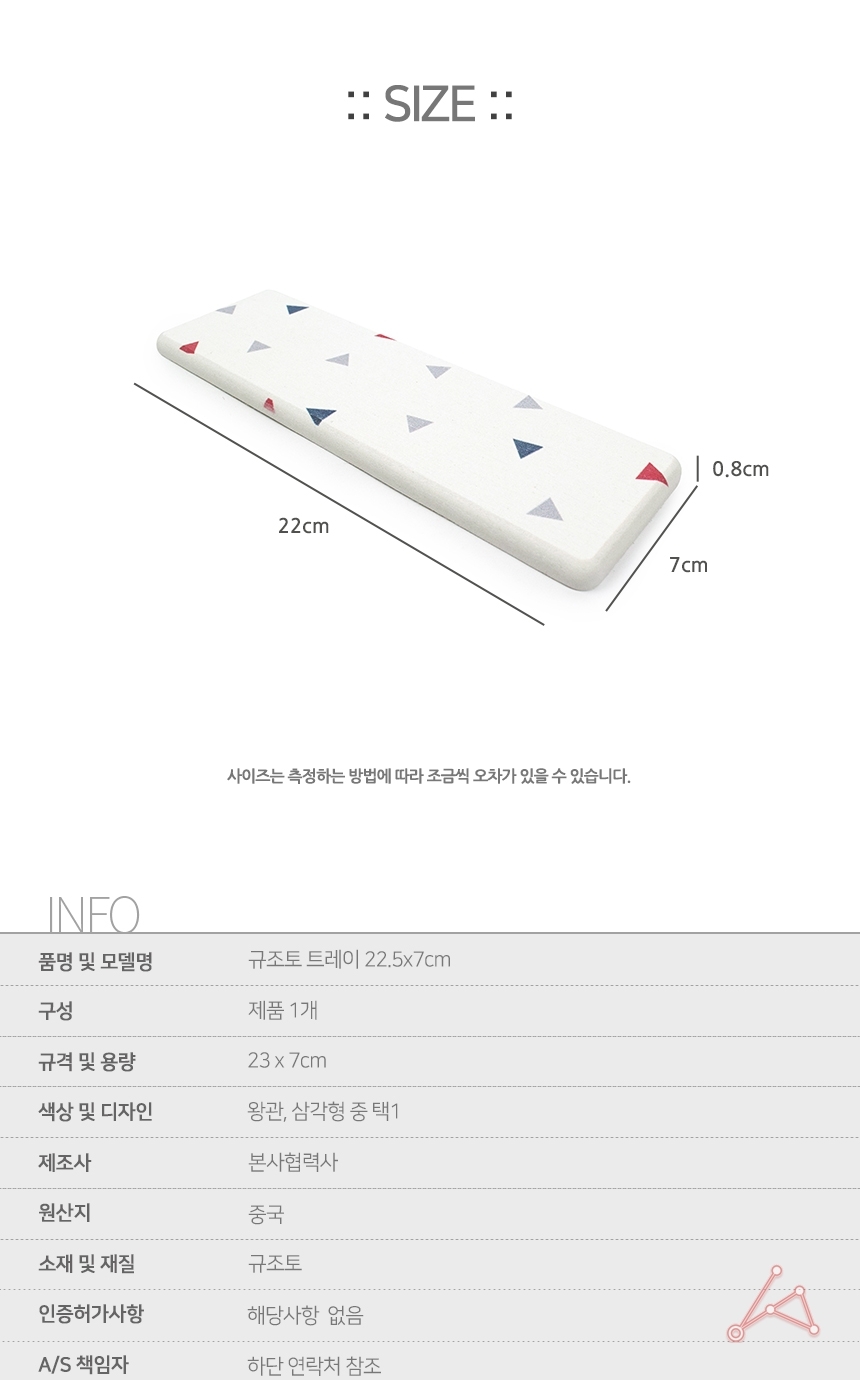 :: SIZE ::
0.8cm
22cm
7cm
사이즈는 측정하는 방법에 따라 조금씩 오차가 있을 수 있습니다.
INFO
품명 및 모델명 규조토 트레이 22.5x7cm
구성 제품 1개
규격 및 용량 23 x 7cm
색상 및 디자인 왕관, 삼각형 중 택1
제조사 본사협력사
원산지 중국
소재 및 재질 규조토
인증허가사항 해당사항 없음
A/S 책임자 하단 연락처 참조